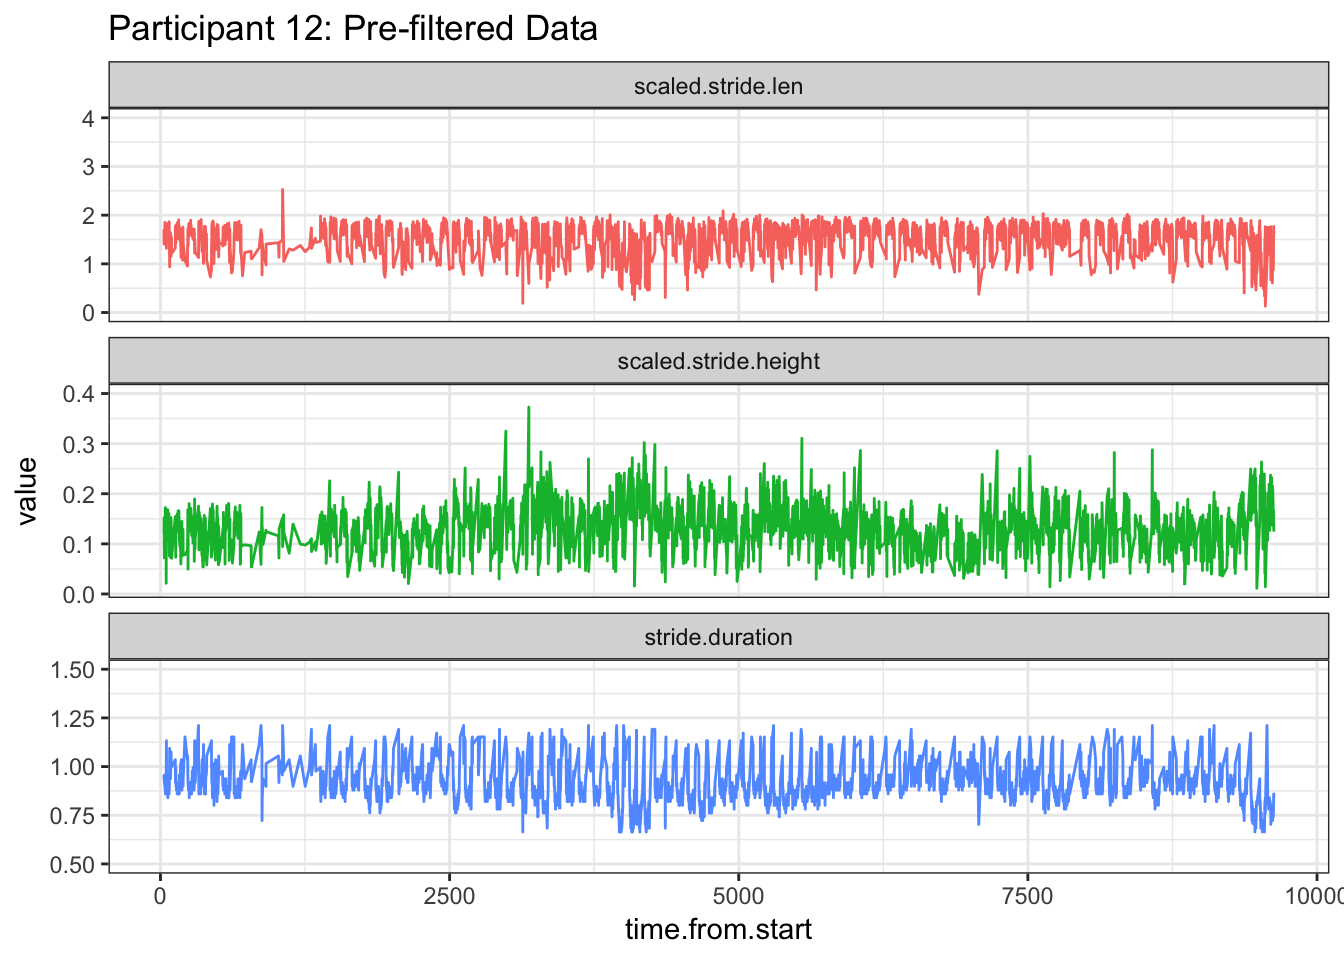 Participant 12: Pre-filtered Data
scaled.stride.len
4
3
2
1
0
scaled.stride.height
0.4
0.3
0.2
0.1
0.0
value
stride.duration
1.50
1.25
1.00
0.75
0.50
0 2500 5000 7500 1000
time.from.start